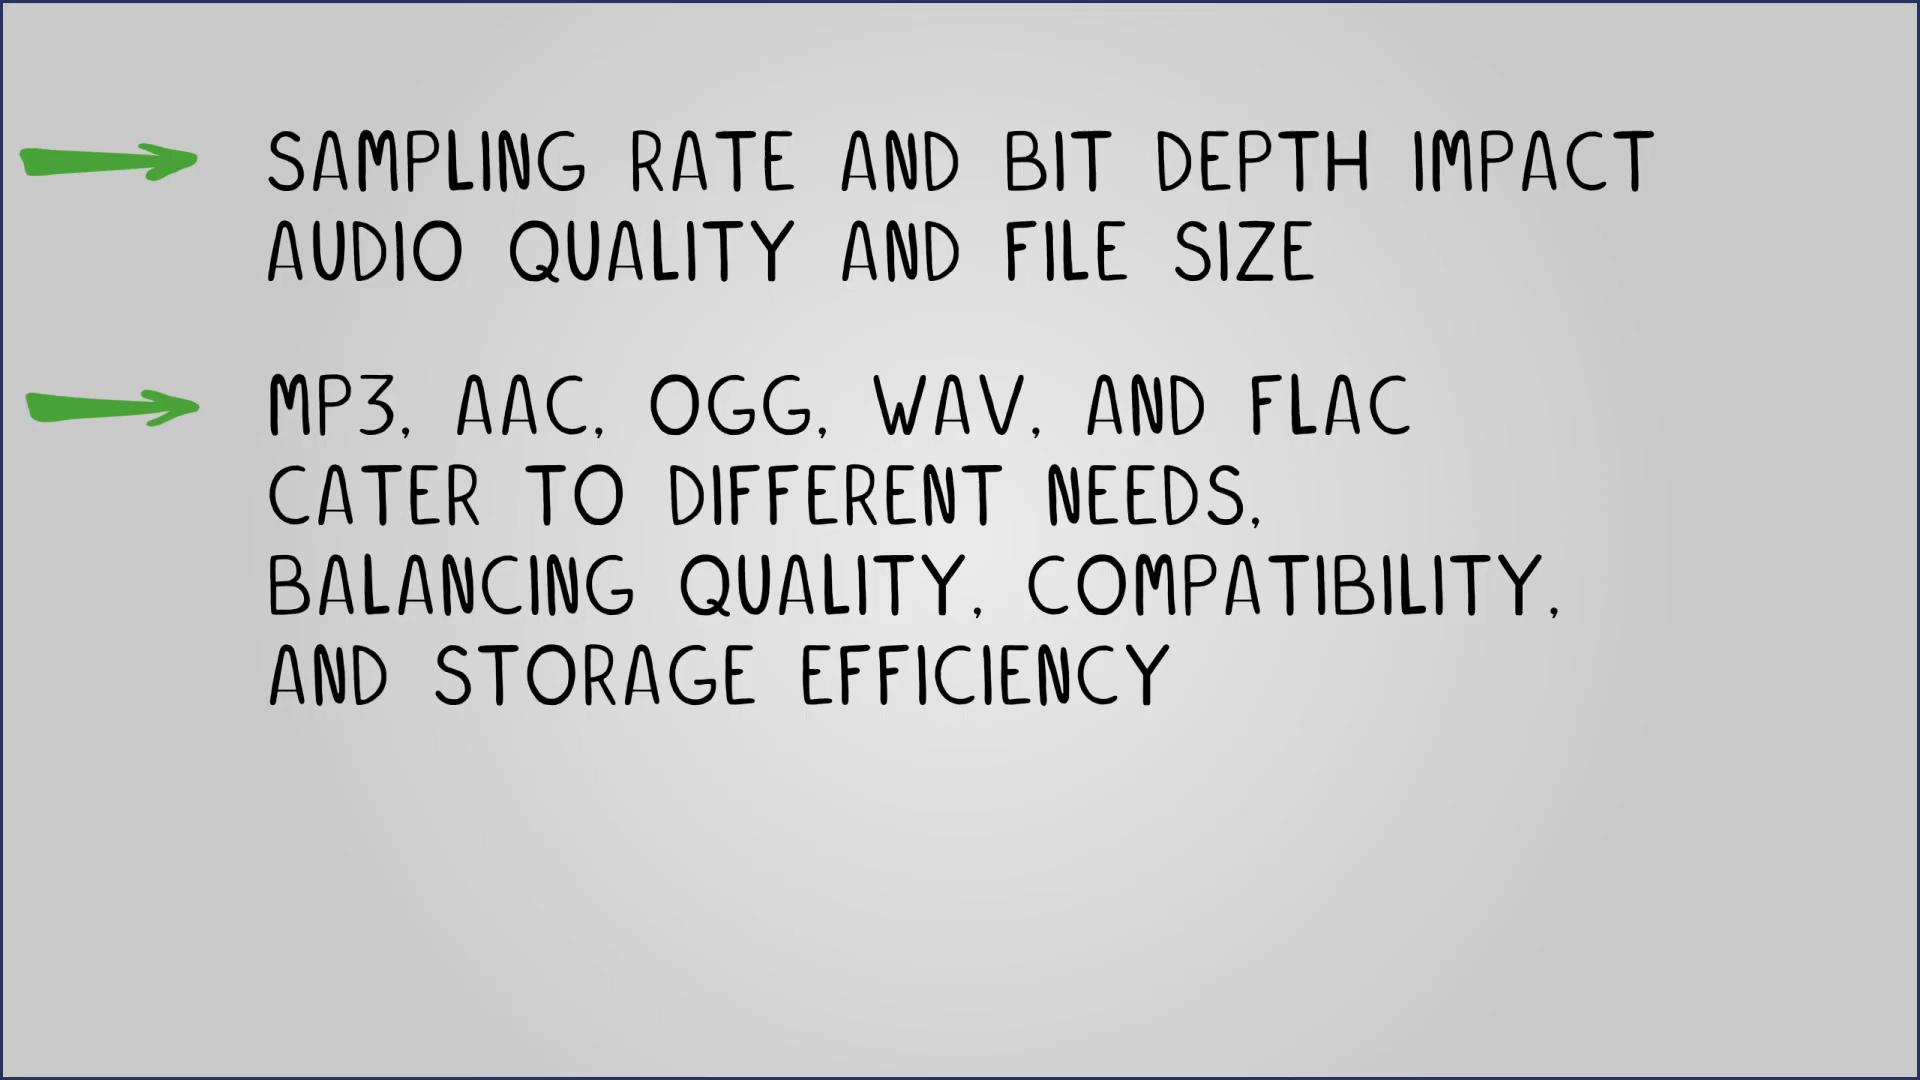 SAMPLING RATE AND BIT DEPTH IMPACT
AUDIO QUALITY AND FILE SIZE
MP3, AAC, OGG, WAV, AND FLAC
CATER TO DIFFERENT NEEDS,
BALANCING QUALITY, COMPATIBILITY,
AND STORAGE EFFICIENCY